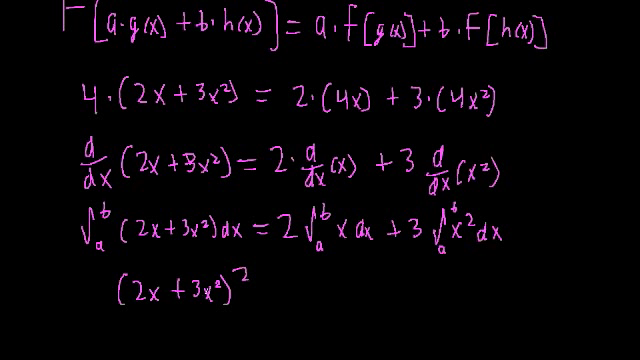 F[a·g(x) + b·h(x)] = a·f[g(x)] + b·F[h(x)]
4·(2x + 3x²) = 2·(4x) + 3·(4x²)
d/dx (2x + 3x²) = 2·d/dx (x) + 3 d/dx (x²)
∫ₐᵇ (2x + 3x²) dx = 2 ∫ₐᵇ x dx + 3 ∫ₐᵇ x² dx
(2x + 3x²)²